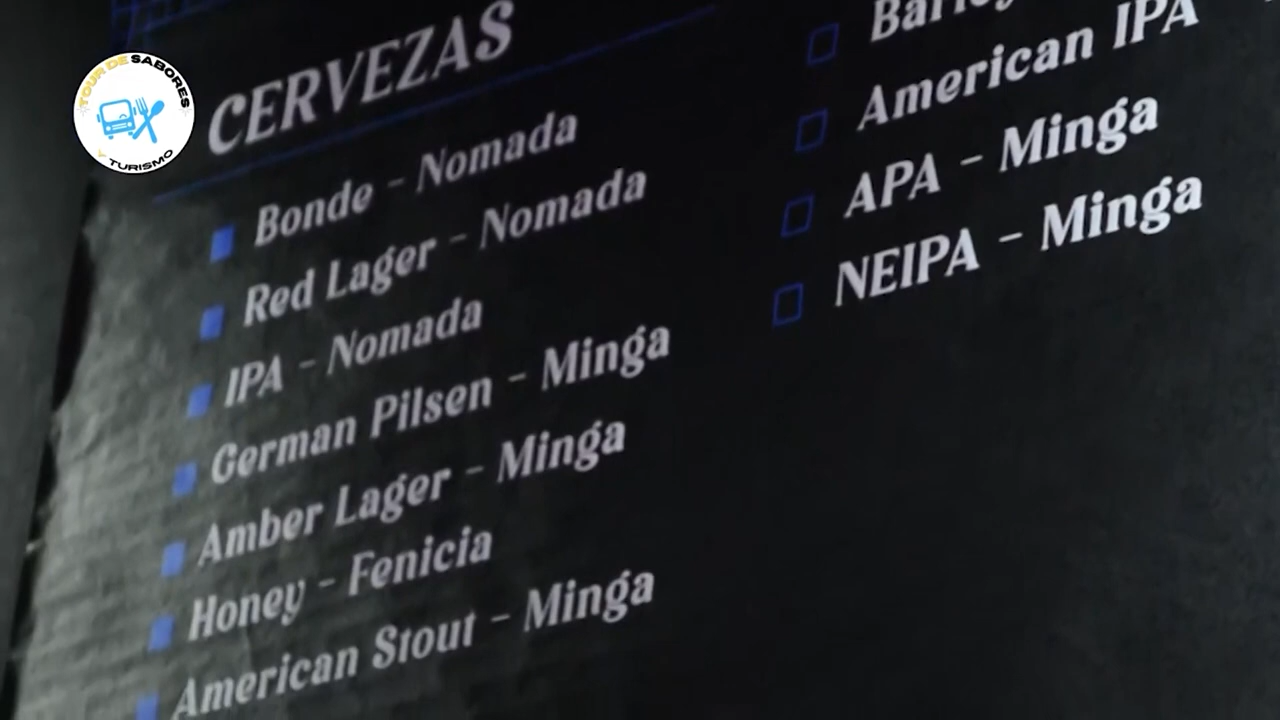 TOUR DE SABORES
Y TURISMO
CERVEZAS
Bonde - Nomada
Red Lager - Nomada
IPA - Nomada
German Pilsen - Minga
Amber Lager - Minga
Honey - Fenicia
American Stout - Minga
American IPA
APA - Minga
NEIPA - Minga